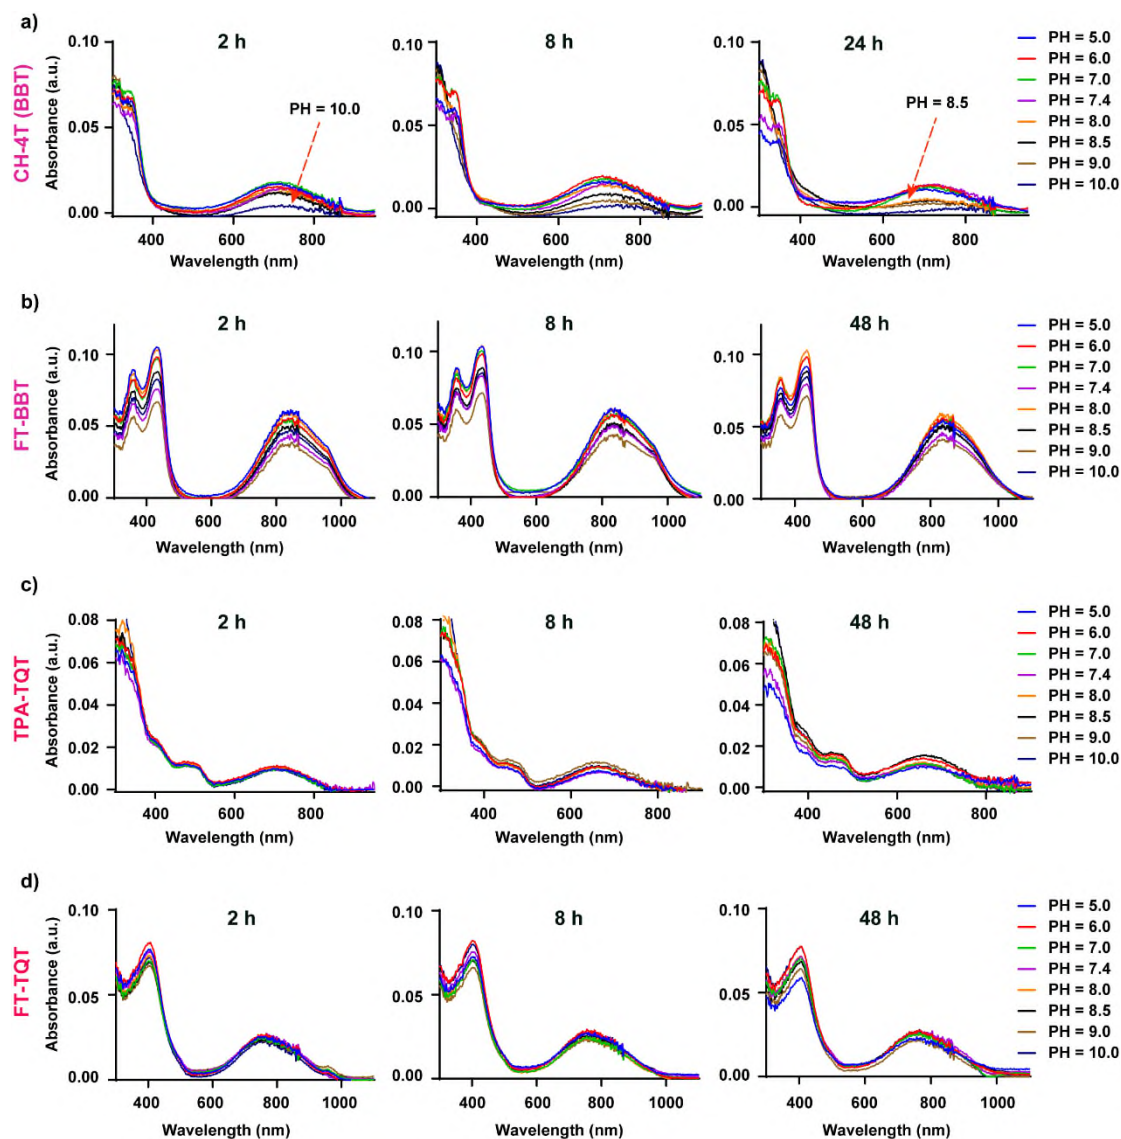 a)
2 h
8 h
24 h
CH-4T (BBT)
Absorbance (a.u.)
0.10
0.05
0.00
0.10
0.05
0.00
0.10
0.05
0.00
PH = 10.0
PH = 8.5
400 600 800
400 600 800
400 600 800
Wavelength (nm)
Wavelength (nm)
Wavelength (nm)
PH = 5.0
PH = 6.0
PH = 7.0
PH = 7.4
PH = 8.0
PH = 8.5
PH = 9.0
PH = 10.0
b)
2 h
8 h
48 h
FT-BBT
Absorbance (a.u.)
0.10
0.05
0.00
0.10
0.05
0.00
0.10
0.05
0.00
400 600 800 1000
400 600 800 1000
400 600 800 1000
Wavelength (nm)
Wavelength (nm)
Wavelength (nm)
PH = 5.0
PH = 6.0
PH = 7.0
PH = 7.4
PH = 8.0
PH = 8.5
PH = 9.0
PH = 10.0
c)
2 h
8 h
48 h
TPA-TQT
Absorbance (a.u.)
0.08
0.06
0.04
0.02
0.00
0.08
0.06
0.04
0.02
0.00
0.08
0.06
0.04
0.02
0.00
400 600 800
400 600 800
400 600 800
Wavelength (nm)
Wavelength (nm)
Wavelength (nm)
PH = 5.0
PH = 6.0
PH = 7.0
PH = 7.4
PH = 8.0
PH = 8.5
PH = 9.0
PH = 10.0
d)
2 h
8 h
48 h
FT-TQT
Absorbance (a.u.)
0.10
0.05
0.00
0.10
0.05
0.00
0.10
0.05
0.00
400 600 800 1000
400 600 800 1000
400 600 800 1000
Wavelength (nm)
Wavelength (nm)
Wavelength (nm)
PH = 5.0
PH = 6.0
PH = 7.0
PH = 7.4
PH = 8.0
PH = 8.5
PH = 9.0
PH = 10.0